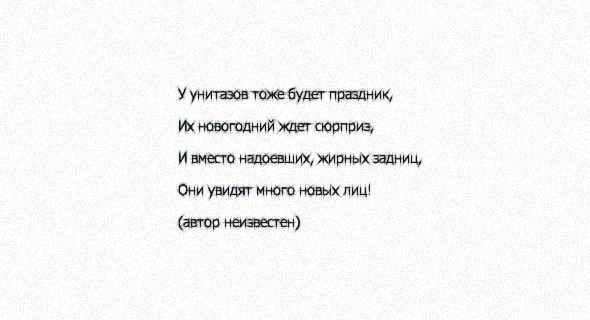 У унитазов тоже будет праздник,
Их новогодний ждет сюрприз,
И вместо надоевших, жирных задниц,
Они увидят много новых лиц!
(автор неизвестен)